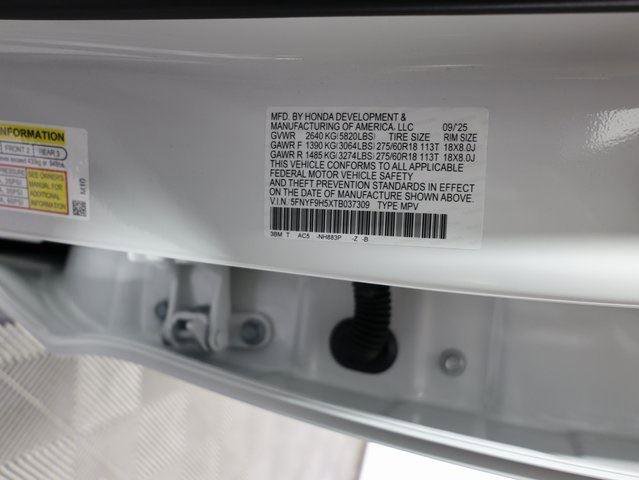 MFD. BY HONDA DEVELOPMENT &
MANUFACTURING OF AMERICA, LLC 09/25
GVWR 2640 KG(5820LBS) TIRE SIZE RIM SIZE
GAWR F 1390 KG(3064LBS) 275/60R18 113T 18X8.0J
GAWR R 1485 KG(3274LBS) 275/60R18 113T 18X8.0J
THIS VEHICLE CONFORMS TO ALL APPLICABLE
FEDERAL MOTOR VEHICLE SAFETY
AND THEFT PREVENTION STANDARDS IN EFFECT
ON THE DATE OF MANUFACTURE SHOWN ABOVE.
V.I.N. 5FNYF9H5XTB037309 TYPE MPV
3BM T AC5 -NH883P -Z -B
INFORMATION
FRONT 2 REAR 3
SEE OWNERS
MANUAL FOR
ADDITIONAL
INFORMATION